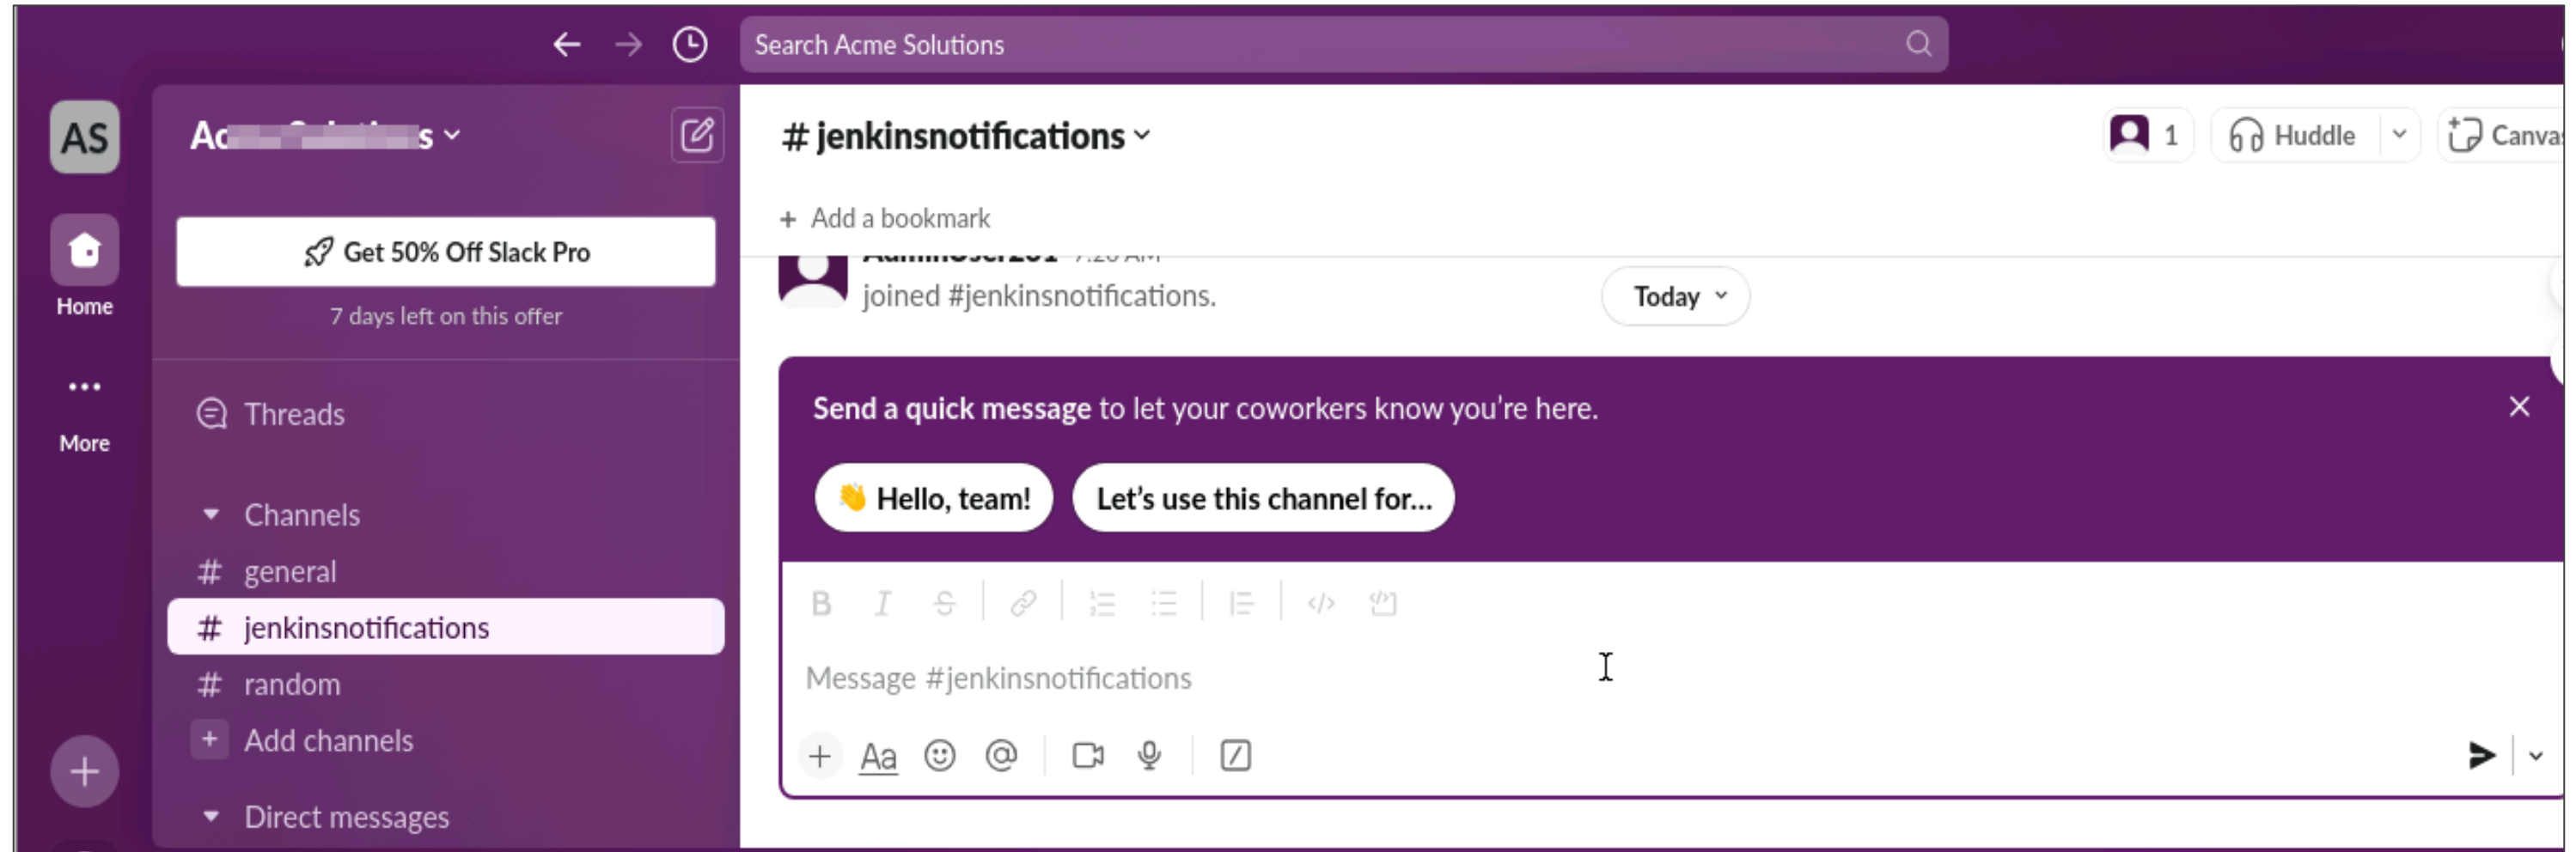 Search Acme Solutions
AS
Home
More
Get 50% Off Slack Pro
7 days left on this offer
Threads
Channels
# general
# jenkinsnotifications
# random
+ Add channels
Direct messages
# jenkinsnotifications
1
Huddle
+ Add a bookmark
joined #jenkinsnotifications.
Today
Send a quick message to let your coworkers know you're here.
👋 Hello, team!
Let's use this channel for...
B I S
Message #jenkinsnotifications
+ Aa @